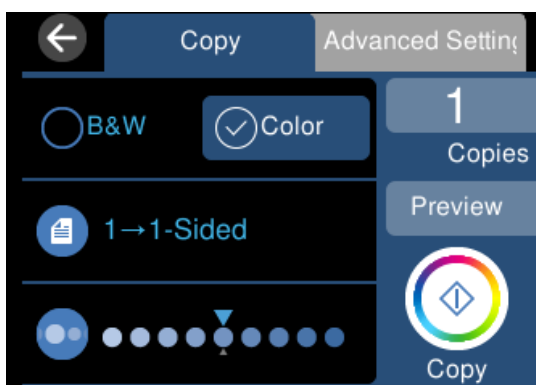 Copy
Advanced Setting
B&W
Color
1
Copies
1→1-Sided
Preview
Copy